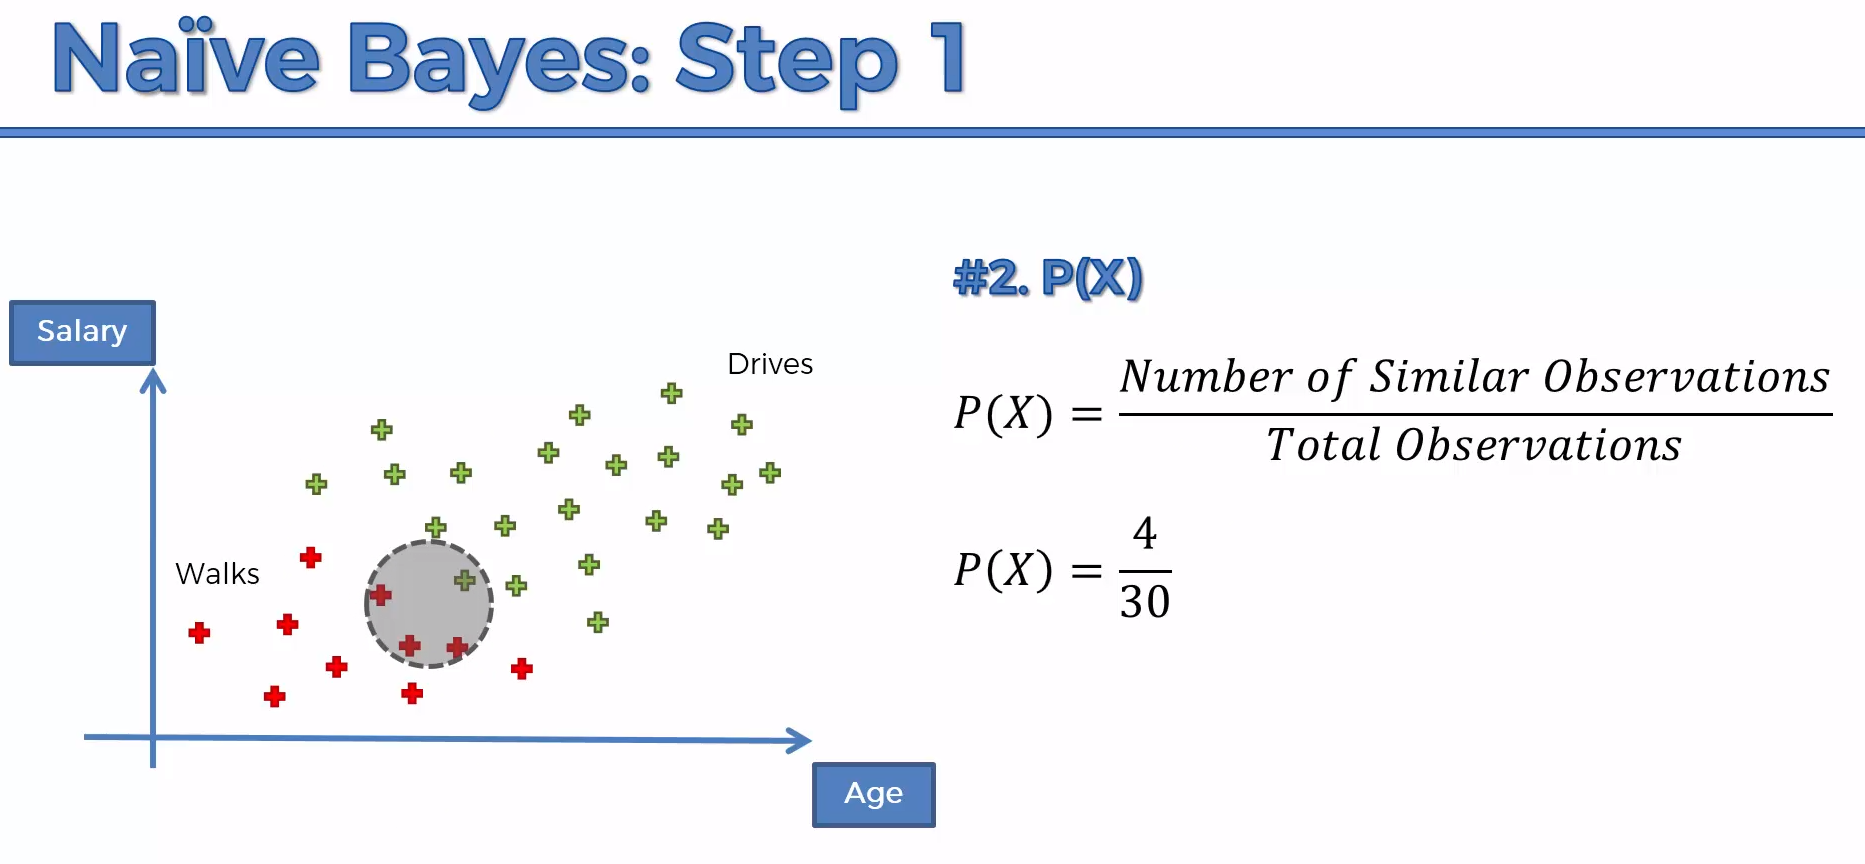 Naïve Bayes: Step 1
#2. P(X)
Salary
Drives
P(X) = Number of Similar Observations / Total Observations
Walks
P(X) = 4 / 30
Age